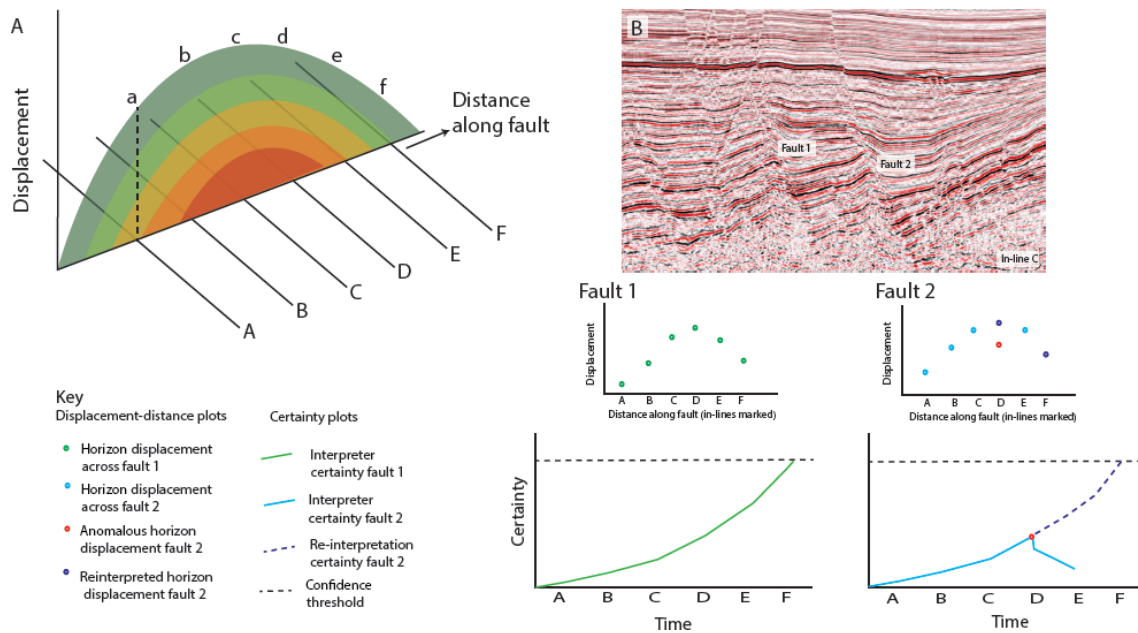 A
B
a
b
c
d
e
f
Displacement
Distance
along fault
A
B
C
D
E
F
Fault 1
Fault 2
In-line C
Fault 1
Displacement
A B C D E F
Distance along fault (in-lines marked)
Fault 2
Displacement
A B C D E F
Distance along fault (in-lines marked)
Key
Displacement-distance plots
Horizon displacement
across fault 1
Horizon displacement
across fault 2
Anomalous horizon
displacement fault 2
Reinterpreted horizon
displacement fault 2
Certainty plots
Interpreter
certainty fault 1
Interpreter
certainty fault 2
Re-interpretation
certainty fault 2
Confidence
threshold
Certainty
A B C D E F
Time
A B C D E F
Time